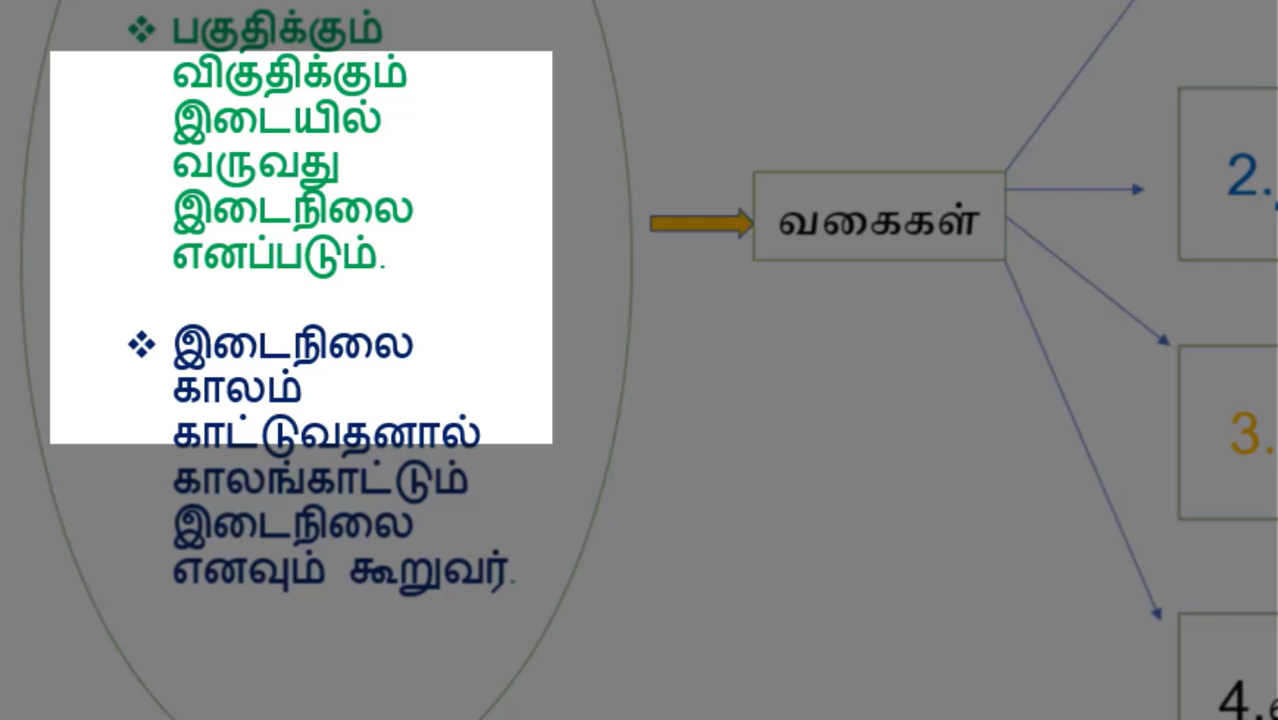 ❖ பகுதிக்கும்
விகுதிக்கும்
இடையில்
வருவது
இடைநிலை
எனப்படும்.
❖ இடைநிலை
காலம்
காட்டுவதனால்
காலங்காட்டும்
இடைநிலை
எனவும் கூறுவர்.
வகைகள்
2.
3.
4.